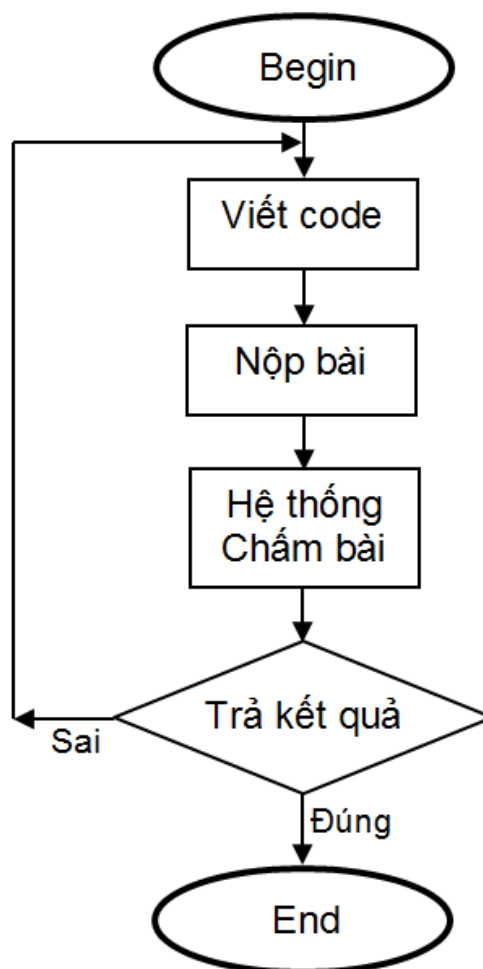 Begin
Viết code
Nộp bài
Hệ thống
Chấm bài
Trả kết quả
Sai
Đúng
End